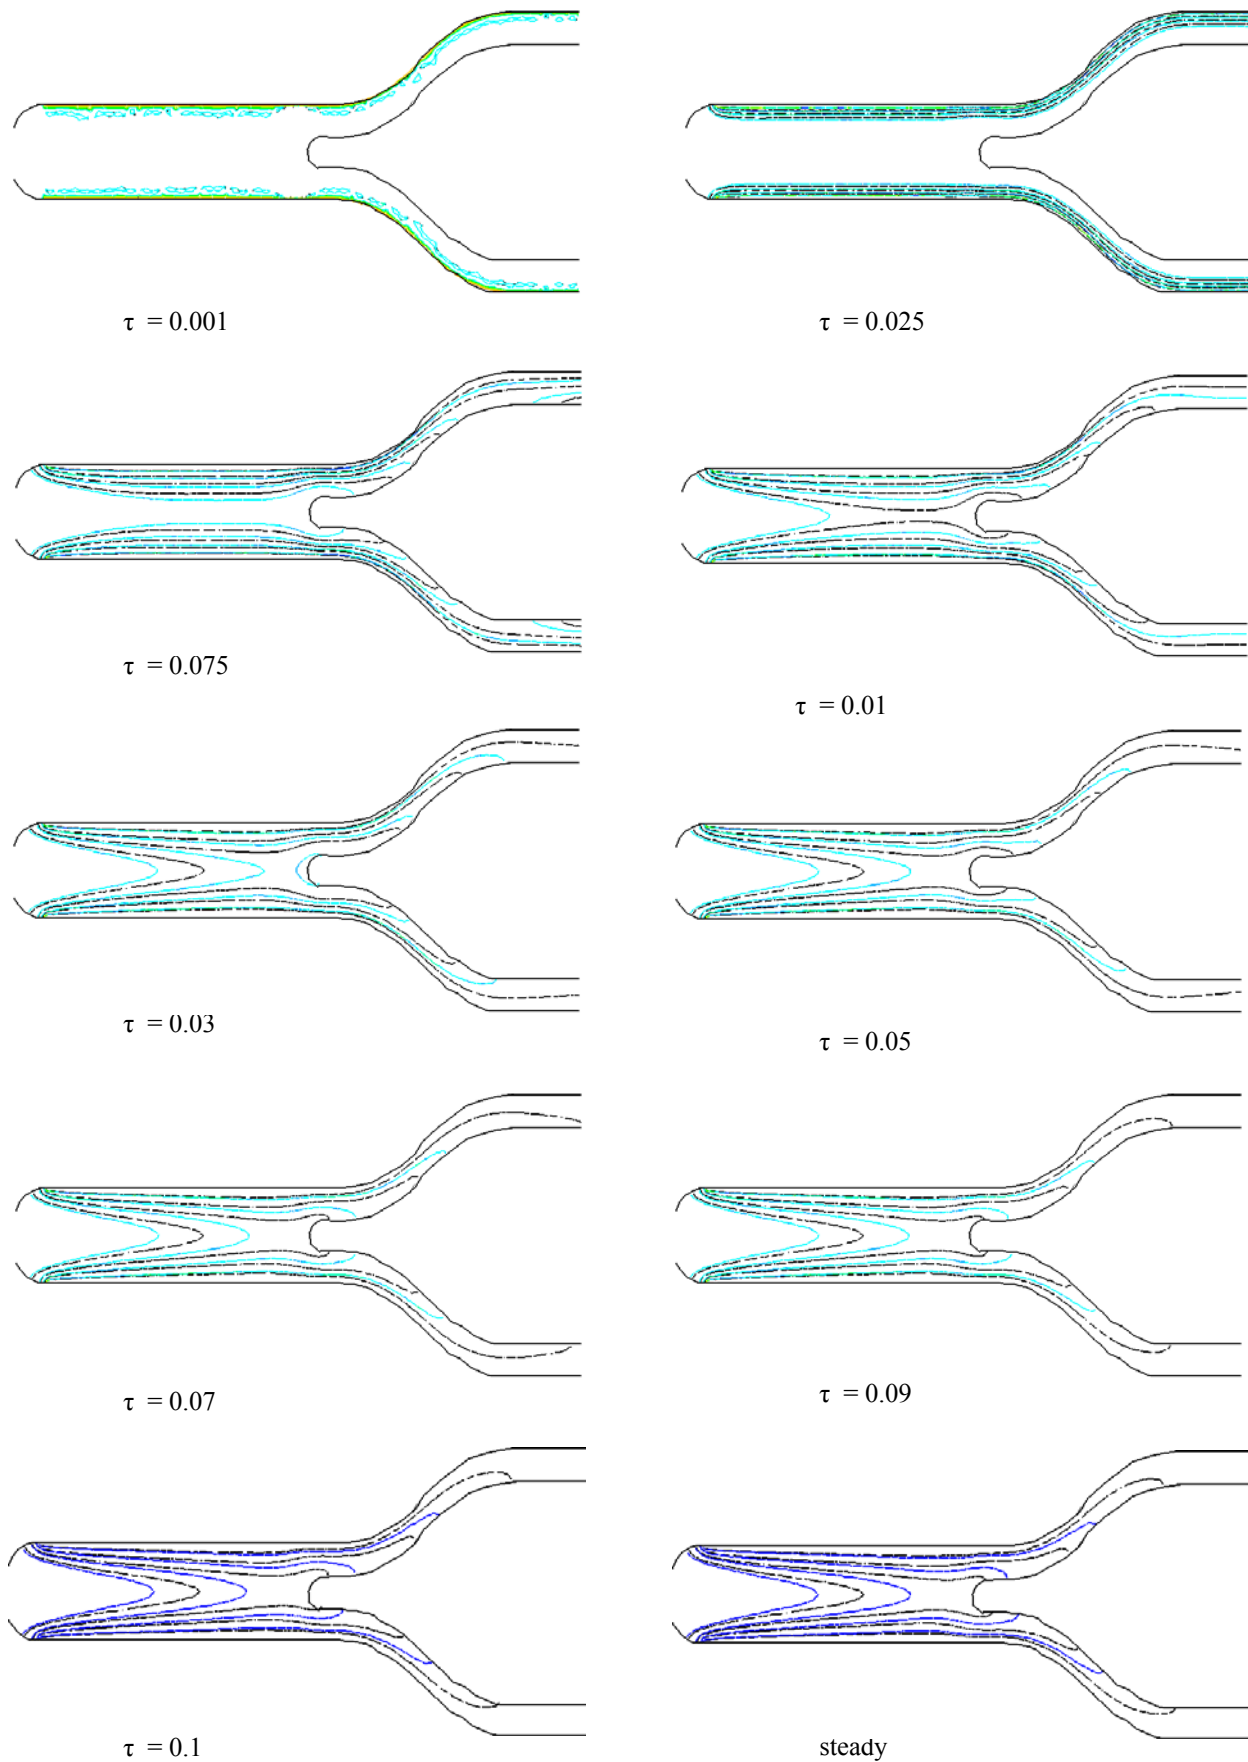 τ = 0.001
τ = 0.025
τ = 0.075
τ = 0.01
τ = 0.03
τ = 0.05
τ = 0.07
τ = 0.09
τ = 0.1
steady